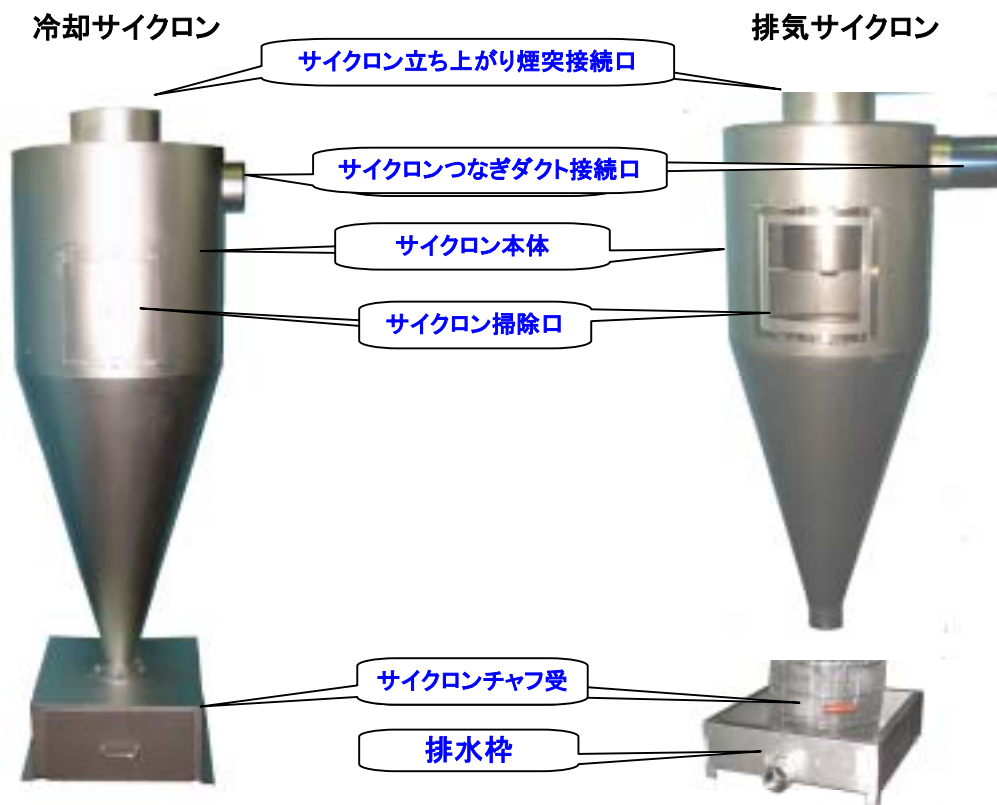 冷却サイクロン
排気サイクロン
サイクロン立ち上がり煙突接続口
サイクロンつなぎダクト接続口
サイクロン本体
サイクロン掃除口
サイクロンチャフ受
排水枠